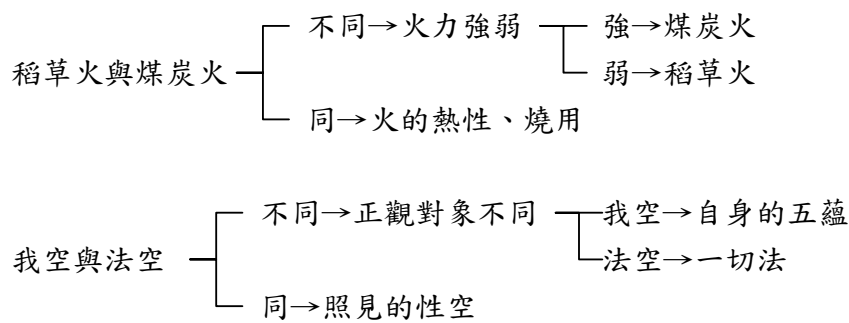 不同→火力強弱 強→煤炭火
稻草火與煤炭火 弱→稻草火
同→火的熱性、燒用
不同→正觀對象不同 我空→自身的五蘊
我空與法空 法空→一切法
同→照見的性空